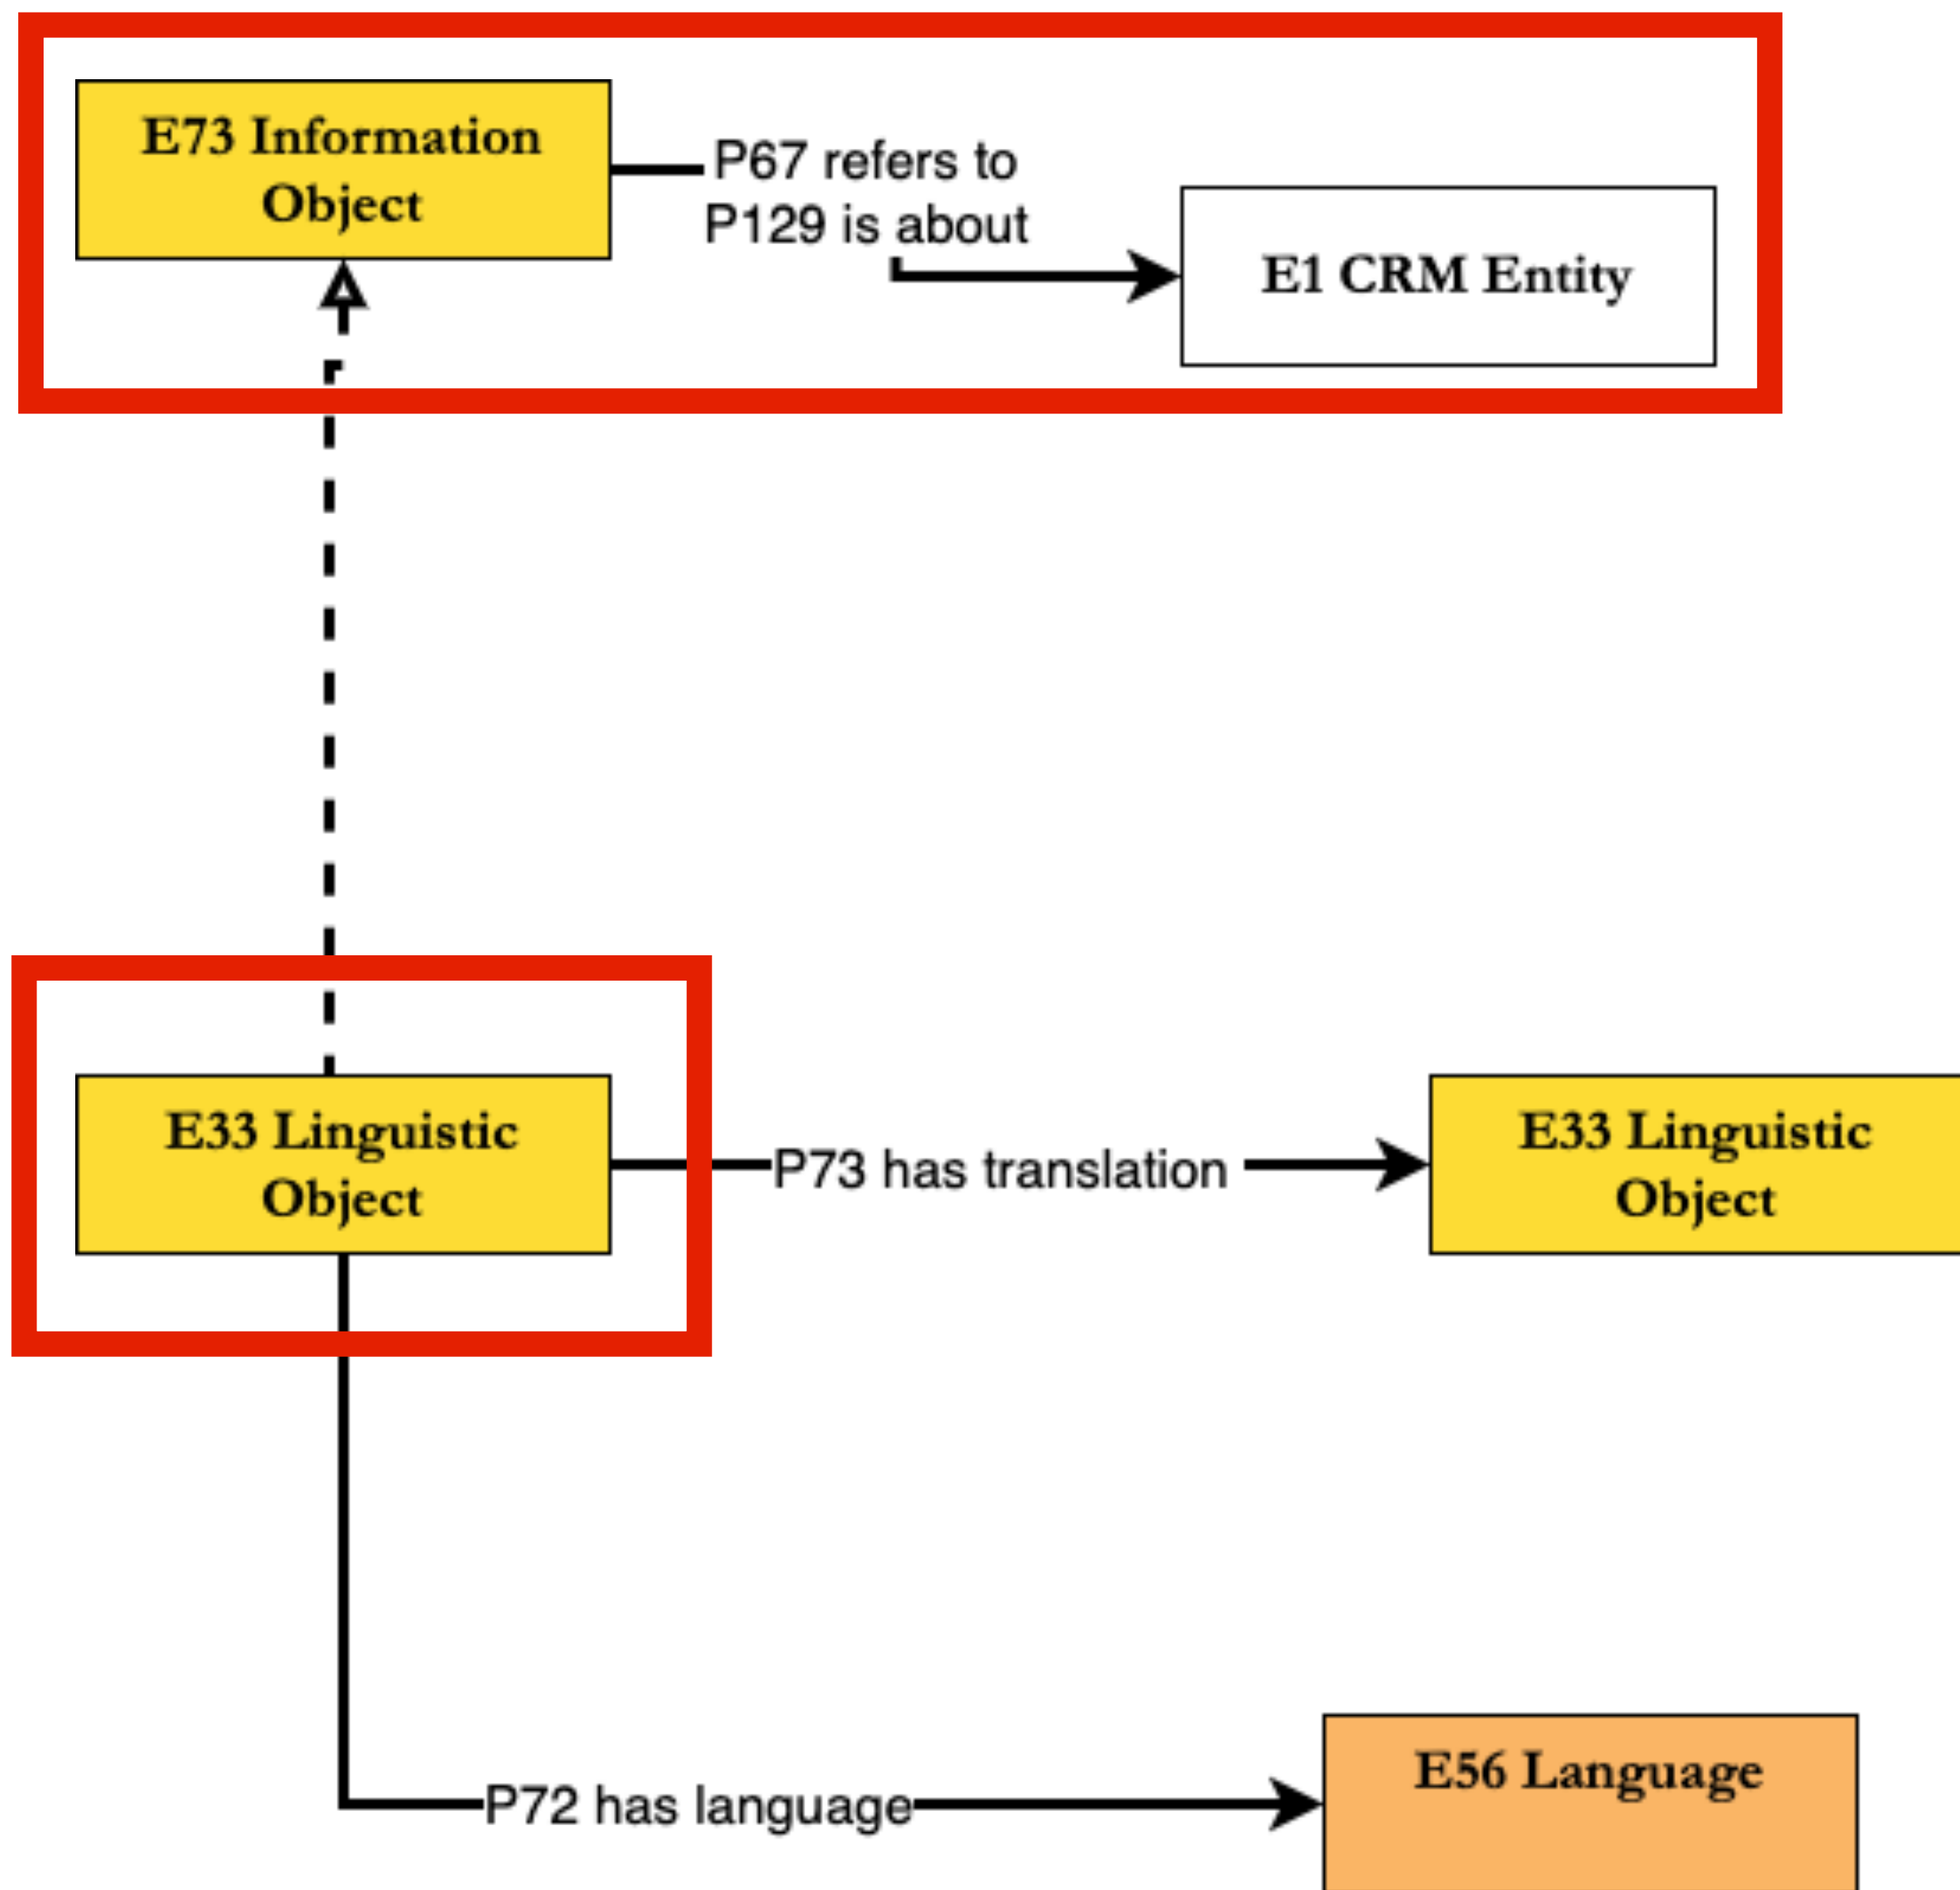 E73 Information
Object
P67 refers to
P129 is about
E1 CRM Entity
E33 Linguistic
Object
P73 has translation
E33 Linguistic
Object
P72 has language
E56 Language